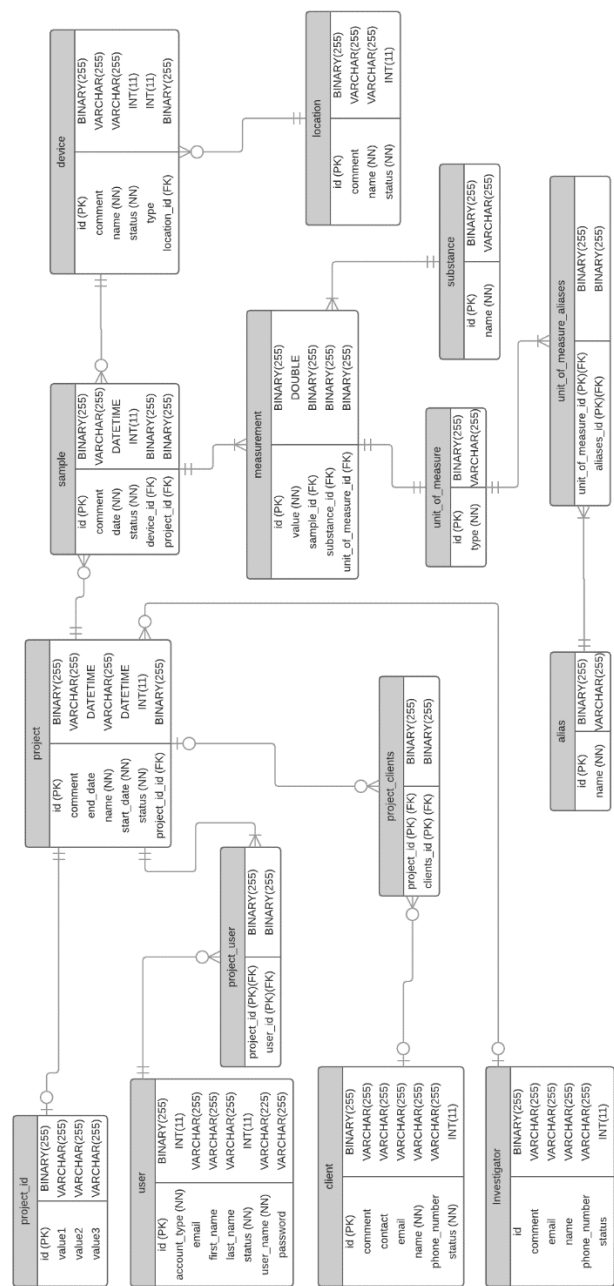 project_id
id (PK) BINARY(255)
value1 VARCHAR(255)
value2 VARCHAR(255)
value3 VARCHAR(255)
project
id (PK) BINARY(255)
comment VARCHAR(255)
end_date DATETIME
name (NN) VARCHAR(255)
start_date (NN) DATETIME
status (NN) INT(11)
project_id_id (FK) BINARY(255)
sample
id (PK) BINARY(255)
comment VARCHAR(255)
date (NN) DATETIME
status (NN) INT(11)
device_id (FK) BINARY(255)
project_id (FK) BINARY(255)
device
id (PK) BINARY(255)
comment VARCHAR(255)
name (NN) VARCHAR(255)
status (NN) INT(11)
type INT(11)
location_id (FK) BINARY(255)
user
id (PK) BINARY(255)
account_type (NN) INT(11)
email VARCHAR(255)
first_name VARCHAR(255)
last_name VARCHAR(255)
status (NN) INT(11)
user_name (NN) VARCHAR(225)
password VARCHAR(255)
project_user
project_id (PK)(FK) BINARY(255)
user_id (PK)(FK) BINARY(255)
measurement
id (PK) BINARY(255)
value (NN) DOUBLE
sample_id (FK) BINARY(255)
substance_id (FK) BINARY(255)
unit_of_measure_id (FK) BINARY(255)
location
id (PK) BINARY(255)
comment VARCHAR(255)
name (NN) VARCHAR(255)
status (NN) INT(11)
client
id (PK) BINARY(255)
comment VARCHAR(255)
contact VARCHAR(255)
email VARCHAR(255)
name (NN) VARCHAR(255)
phone_number VARCHAR(255)
status (NN) INT(11)
project_clients
project_id (PK) (FK) BINARY(255)
clients_id (PK) (FK) BINARY(255)
unit_of_measure
id (PK) BINARY(255)
type (NN) VARCHAR(255)
substance
id (PK) BINARY(255)
name (NN) VARCHAR(255)
Investigator
id BINARY(255)
comment VARCHAR(255)
email VARCHAR(255)
name VARCHAR(255)
phone_number VARCHAR(255)
status INT(11)
alias
id (PK) BINARY(255)
name (NN) VARCHAR(255)
unit_of_measure_aliases
unit_of_measure_id (PK)(FK) BINARY(255)
aliases_id (PK)(FK) BINARY(255)